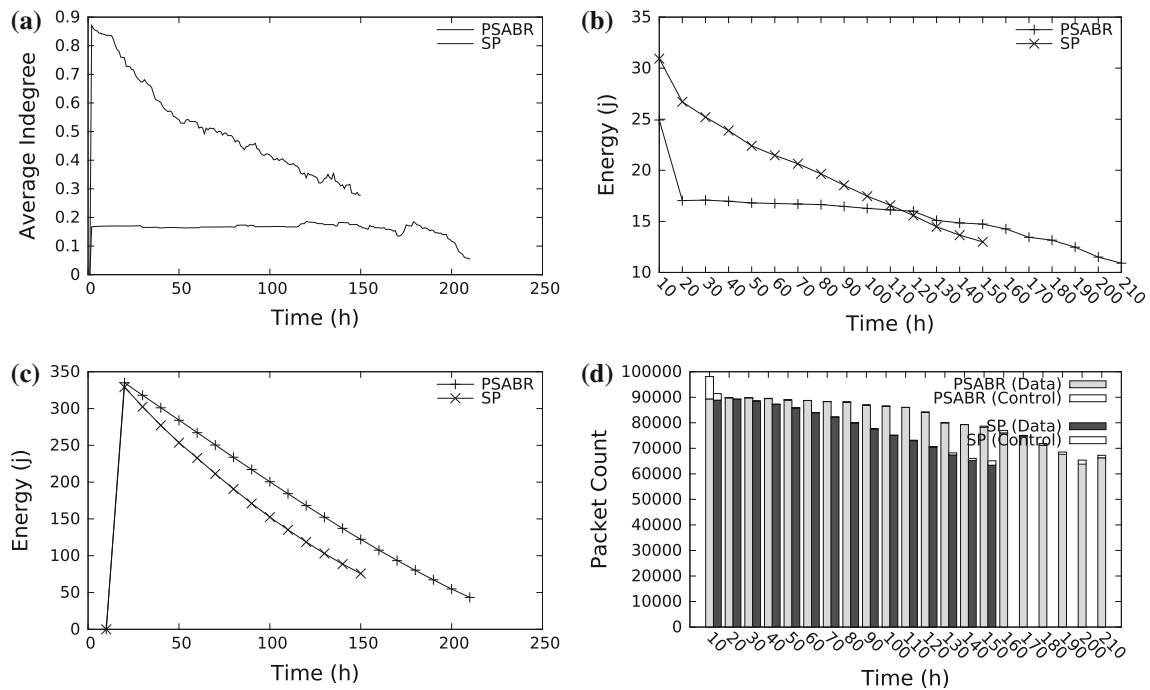 (a)
0.9
0.8
0.7
0.6
0.5
0.4
0.3
0.2
0.1
0
Average Indegree
PSABR
SP
0 50 100 150 200 250
Time (h)
(b)
35
30
25
20
15
10
Energy (j)
PSABR
SP
10 20 30 40 50 60 70 80 90 100 110 120 130 140 150 160 170 180 190 200 210
Time (h)
(c)
350
300
250
200
150
100
50
0
Energy (j)
PSABR
SP
0 50 100 150 200 250
Time (h)
(d)
100000
90000
80000
70000
60000
50000
40000
30000
20000
10000
0
Packet Count
PSABR (Data)
PSABR (Control)
SP (Data)
SP (Control)
10 20 30 40 50 60 70 80 90 100 110 120 130 140 150 160 170 180 190 200 210
Time (h)